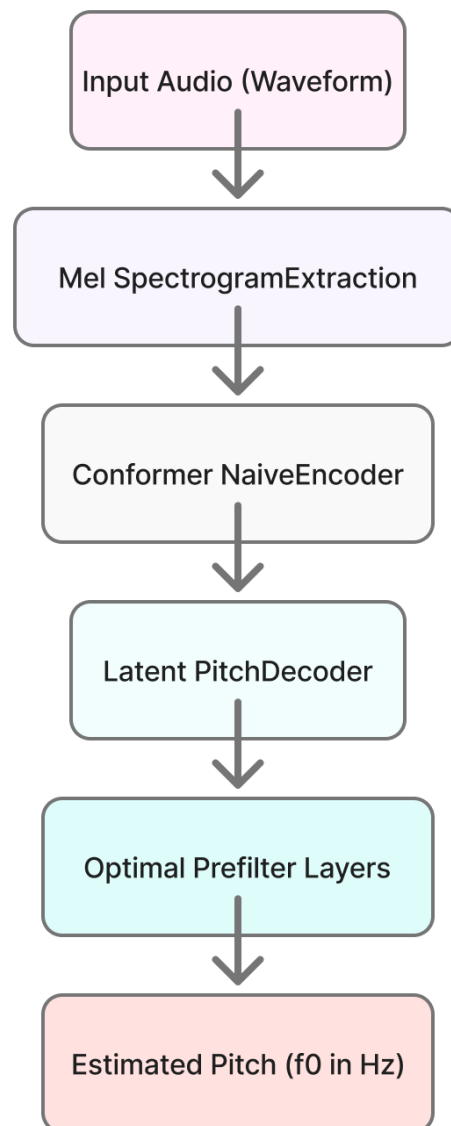 Input Audio (Waveform)
Mel SpectrogramExtraction
Conformer NaiveEncoder
Latent PitchDecoder
Optimal Prefilter Layers
Estimated Pitch (f0 in Hz)